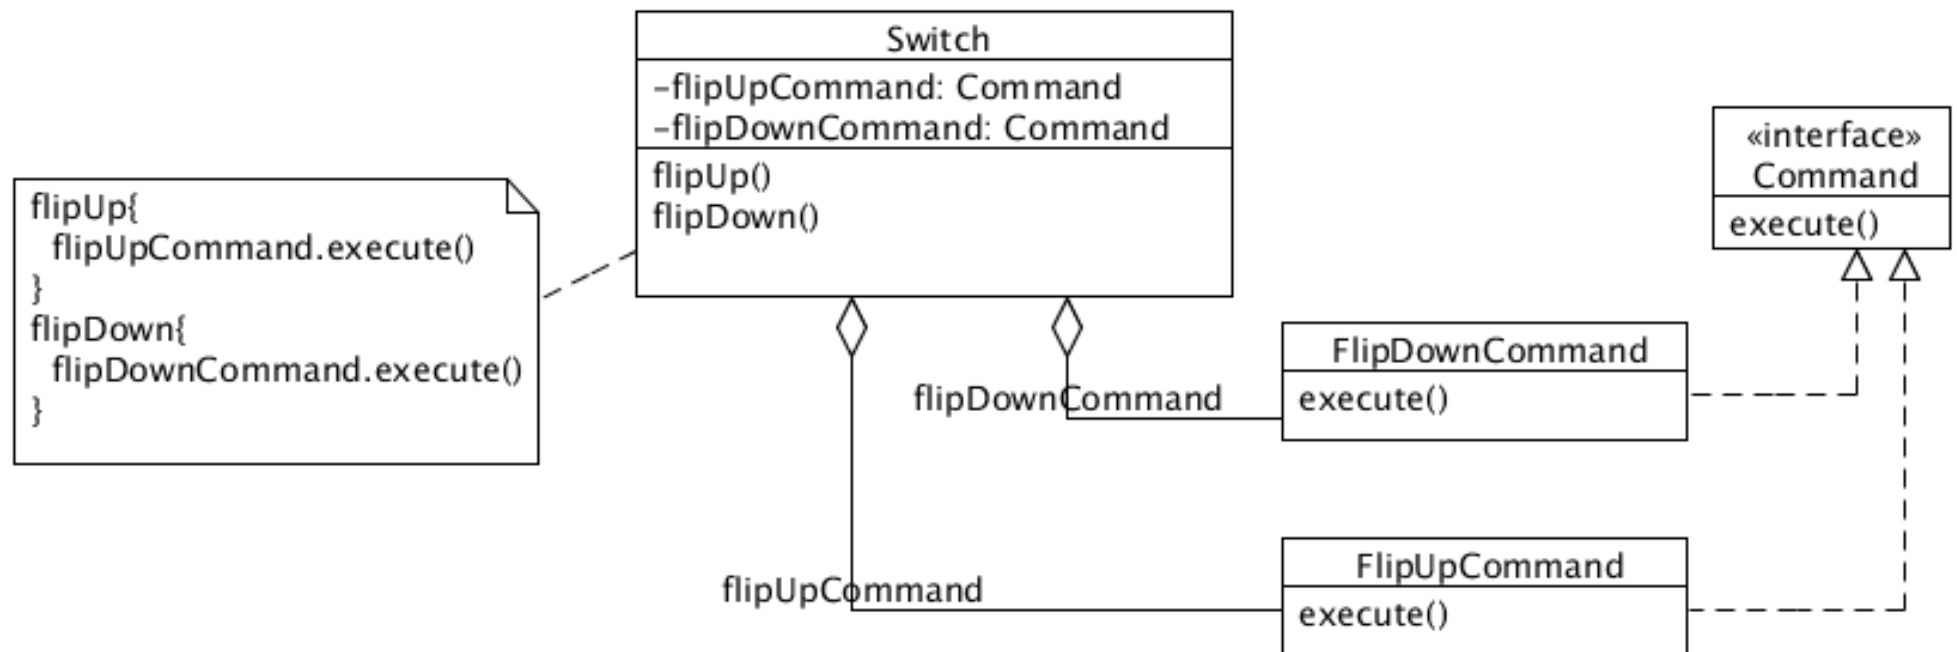 Switch
–flipUpCommand: Command
–flipDownCommand: Command
flipUp()
flipDown()
«interface»
Command
execute()
flipUp{
flipUpCommand.execute()
}
flipDown{
flipDownCommand.execute()
}
FlipDownCommand
execute()
flipDownCommand
FlipUpCommand
execute()
flipUpCommand